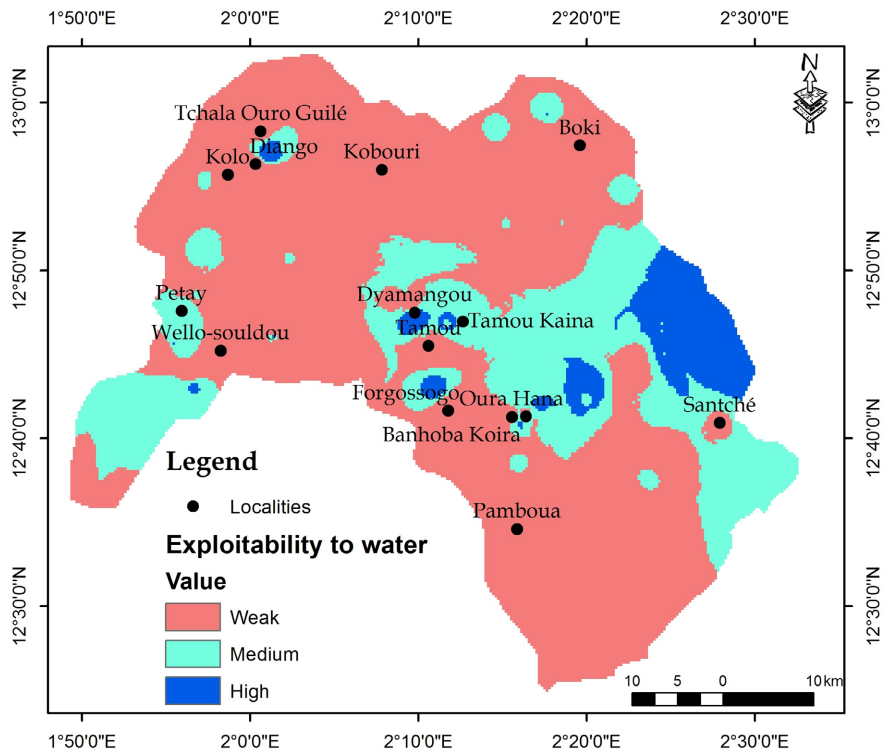 1°50'0"E 2°0'0"E 2°10'0"E 2°20'0"E 2°30'0"E
N
13°0'0"N 13°0'0"N
Tchala Ouro Guilé
Boki
Diango
Kolo
Kobouri
12°50'0"N 12°50'0"N
Petay
Dyamangou
Tamou Kaina
Wello-souldou
Tamou
Forgossogo
Oura Hana
Santché
12°40'0"N 12°40'0"N
Banhoba Koira
Legend
Localities
Pamboua
Exploitability to water
Value
12°30'0"N 12°30'0"N
Weak
Medium
High
10 5 0 10 km
1°50'0"E 2°0'0"E 2°10'0"E 2°20'0"E 2°30'0"E